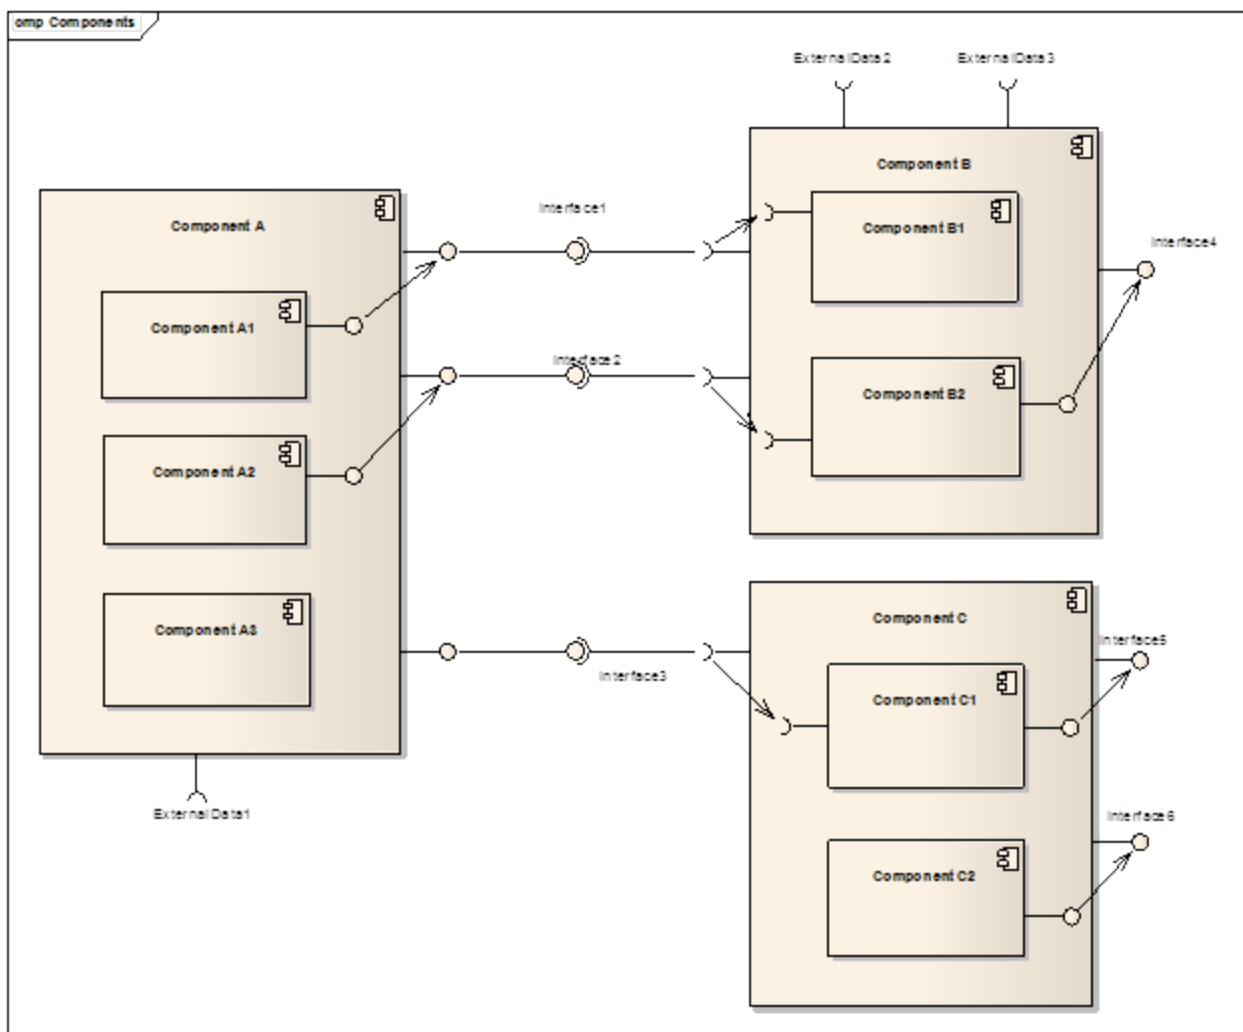 omp Components
ExternalData2
ExternalData3
Component B
Interface1
Component A
Component B1
Interface4
Component A1
Interface2
Component B2
Component A2
Component C
Component A3
Interface5
Interface3
Component C1
ExternalData1
Interface6
Component C2